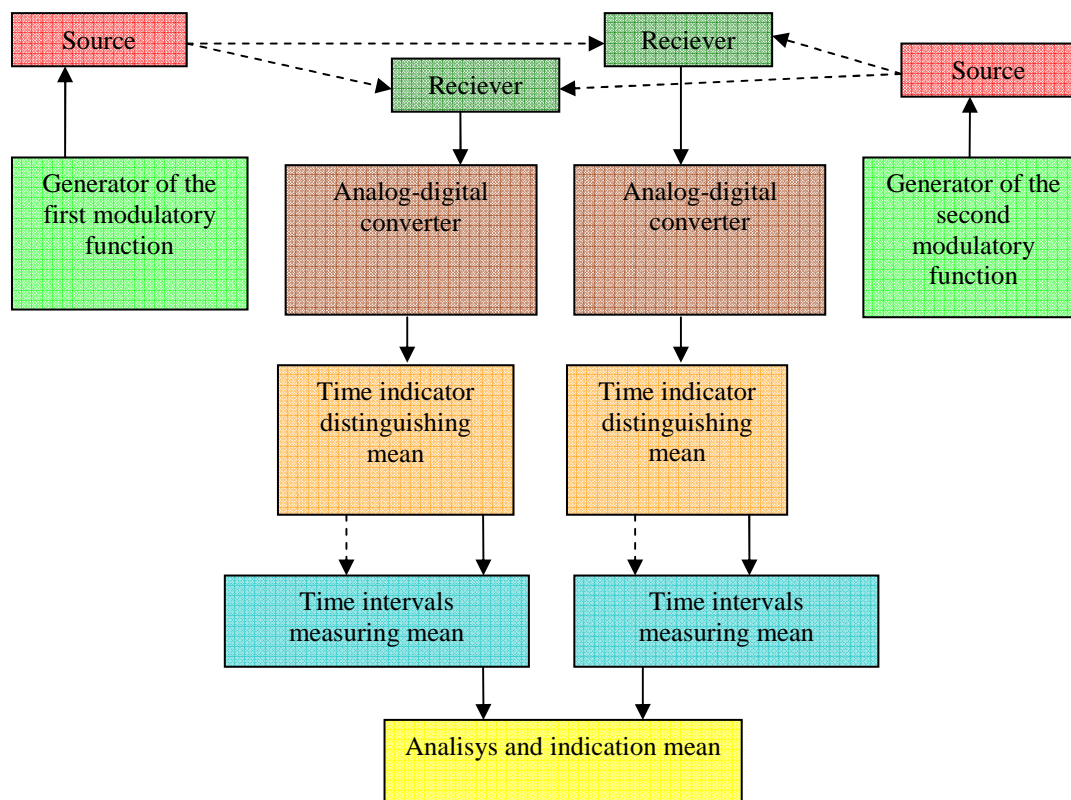 Source
Reciever
Reciever
Source
Generator of the
first modulatory
function
Analog-digital
converter
Analog-digital
converter
Generator of the
second
modulatory
function
Time indicator
distinguishing
mean
Time indicator
distinguishing
mean
Time intervals
measuring mean
Time intervals
measuring mean
Analisys and indication mean